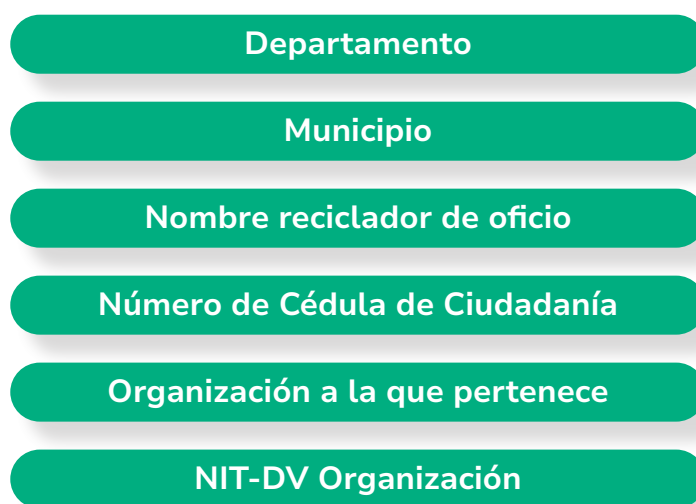 Departamento
Municipio
Nombre reciclador de oficio
Número de Cédula de Ciudadanía
Organización a la que pertenece
NIT-DV Organización